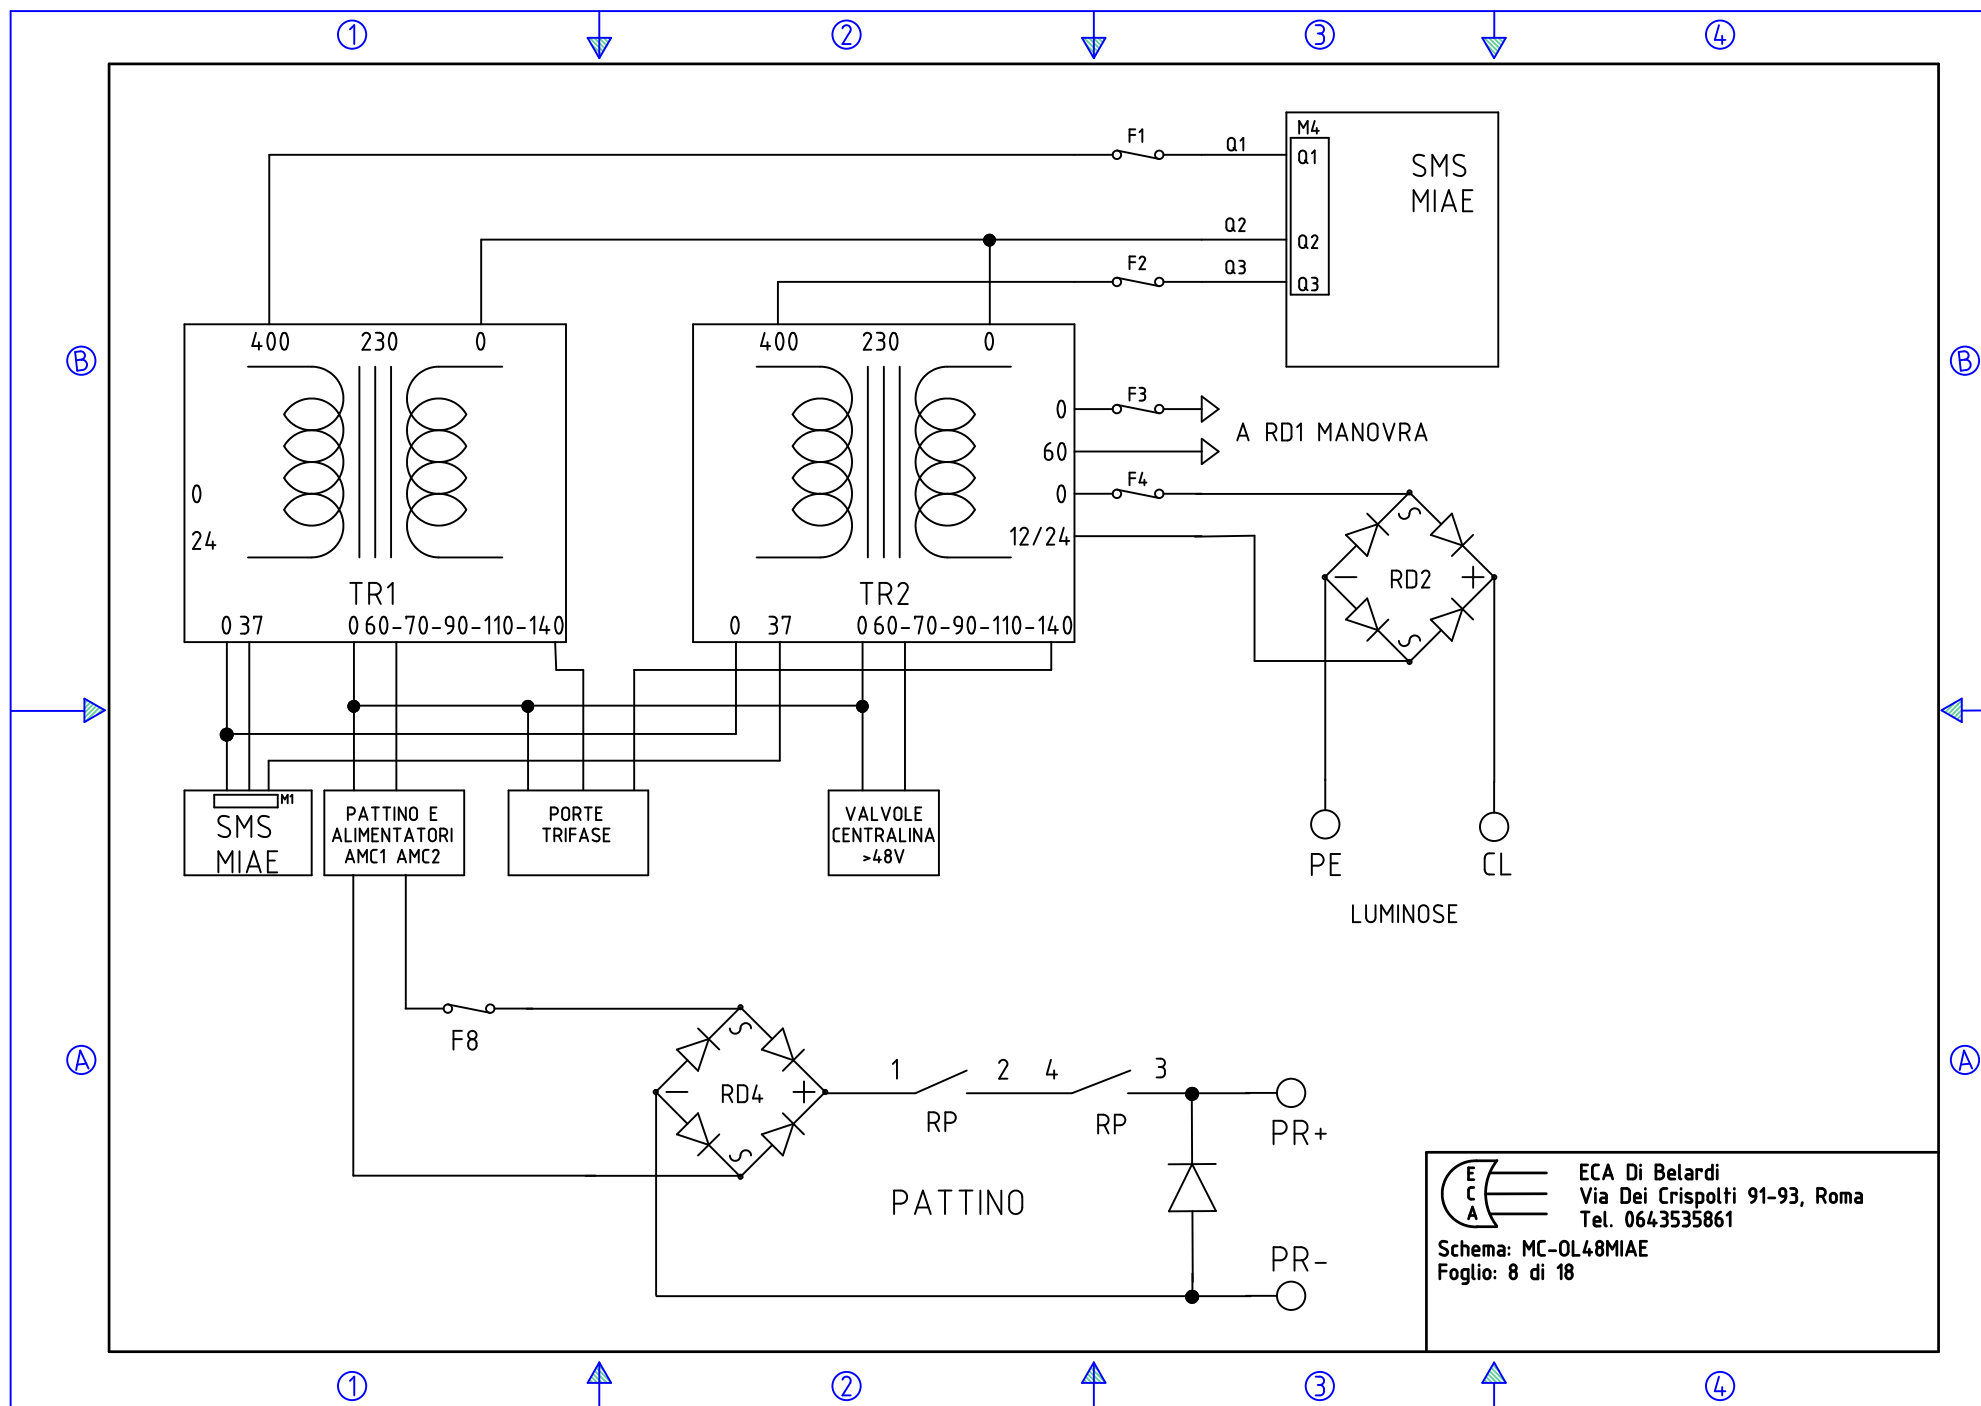 1 2 3 4
F1 Q1 M4
Q1
SMS
MIAE
Q2
Q2
F2 Q3
Q3
400 230 0
400 230 0
B B
0 F3
A RD1 MANOVRA
60
0 F4
0
24
12/24
TR1
TR2
RD2
0 37 0 60-70-90-110-140
0 37 0 60-70-90-110-140
M1
SMS
MIAE
PATTINO E
ALIMENTATORI
AMC1 AMC2
PORTE
TRIFASE
VALVOLE
CENTRALINA
>48V
PE CL
LUMINOSE
F8
A A
RD4
1 2 4 3
RP RP
PR+
PATTINO
PR-
E
C
A
ECA Di Belardi
Via Dei Crispolti 91-93, Roma
Tel. 0643535861
Schema: MC-OL48MIAE
Foglio: 8 di 18
1 2 3 4